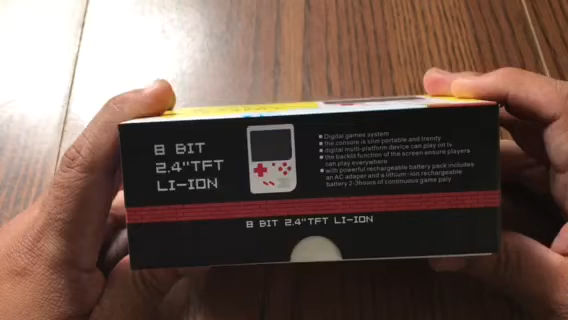 8 BIT
2.4"TFT
LI-ION
Digital games system
the console is slim portable and trendy
digital multi-platform device can play on tv
the backlit function of the screen ensure players
can play everywhere
with powerful rechargeable battery pack includes
an AC adaper and a lithium-ion rechargeable
battery 2-3hours of continuous game paly
8 BIT 2.4"TFT LI-ION